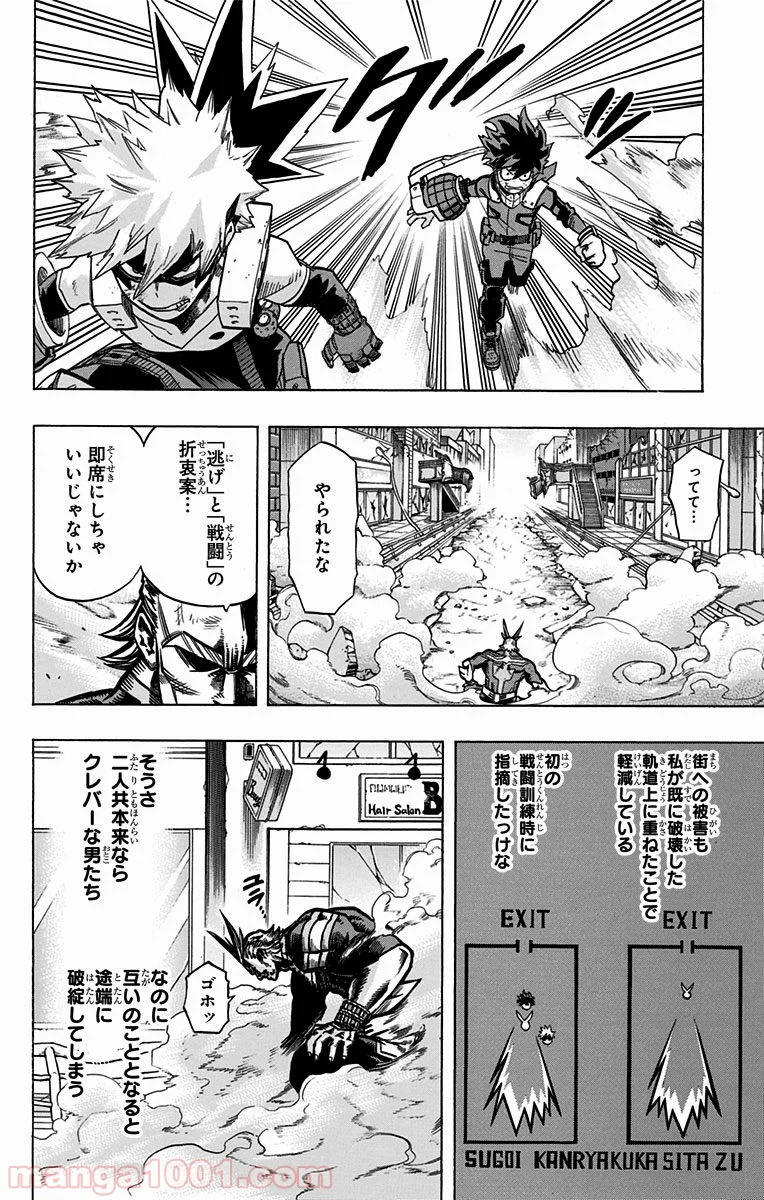 ダッ
ってて…
やられたな
「逃げ」と「戦闘」の
折衷案…
即席にしちゃ
いいじゃないか
街への被害も
私が既に破壊した
軌道上に重ねたことで
軽減している
初の
戦闘訓練時に
指摘したっけな
EXIT
EXIT
SUGOI KANRYAKUKA SITA ZU
Hair Salon B
ゴホッ
そうさ
二人共本来なら
クレバーな男たち
なのに
互いのこととなると
途端に
破綻してしまう
manga1001.com